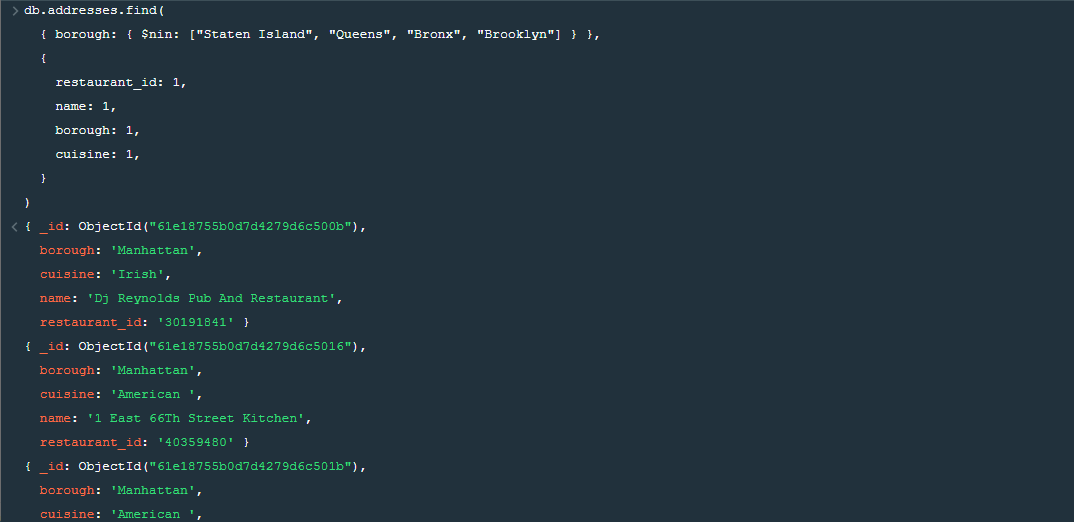 > db.addresses.find(
{ borough: { $nin: ["Staten Island", "Queens", "Bronx", "Brooklyn"] } },
{
restaurant_id: 1,
name: 1,
borough: 1,
cuisine: 1,
}
)
< { _id: ObjectId("61e18755b0d7d4279d6c500b"),
borough: 'Manhattan',
cuisine: 'Irish',
name: 'Dj Reynolds Pub And Restaurant',
restaurant_id: '30191841' }
{ _id: ObjectId("61e18755b0d7d4279d6c5016"),
borough: 'Manhattan',
cuisine: 'American ',
name: '1 East 66Th Street Kitchen',
restaurant_id: '40359480' }
{ _id: ObjectId("61e18755b0d7d4279d6c501b"),
borough: 'Manhattan',
cuisine: 'American ',